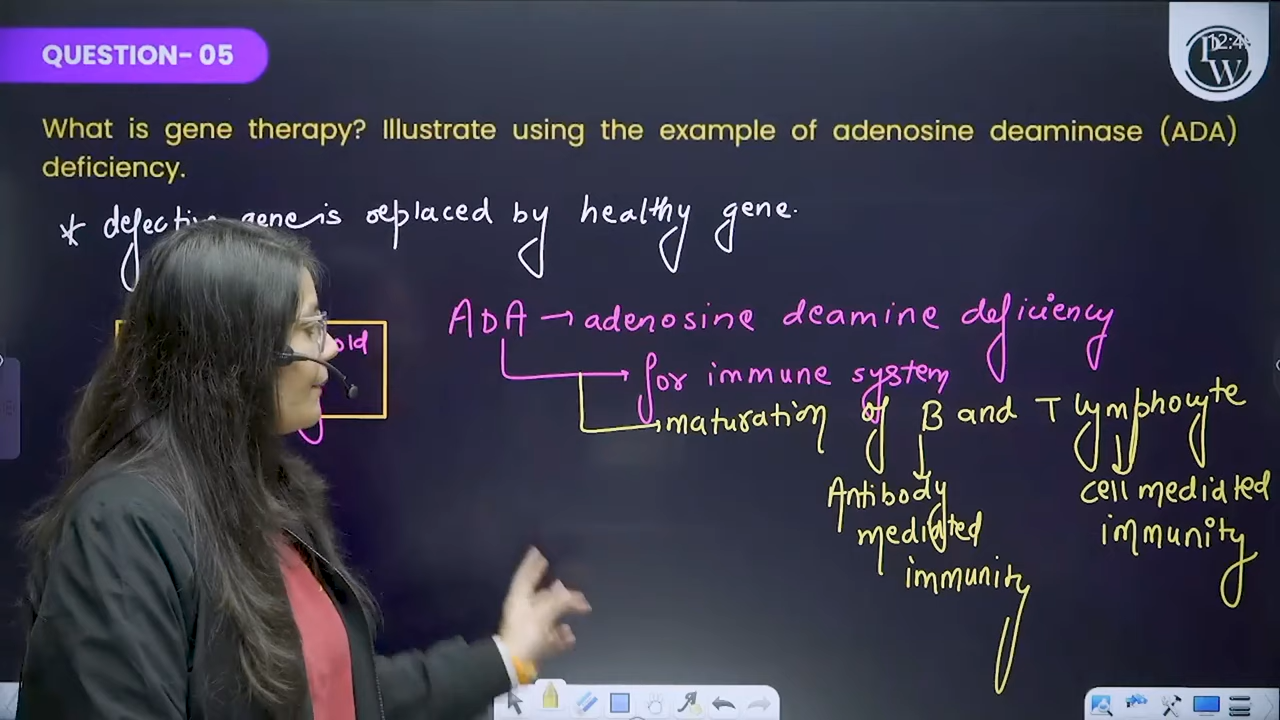 QUESTION- 05
What is gene therapy? Illustrate using the example of adenosine deaminase (ADA)
deficiency.
* defective gene is replaced by healthy gene.
ADA → adenosine deamine deficiency
old
→ for immune system
→ maturation of B and T lymphocyte
Antibody mediated immunity
cell mediated immunity